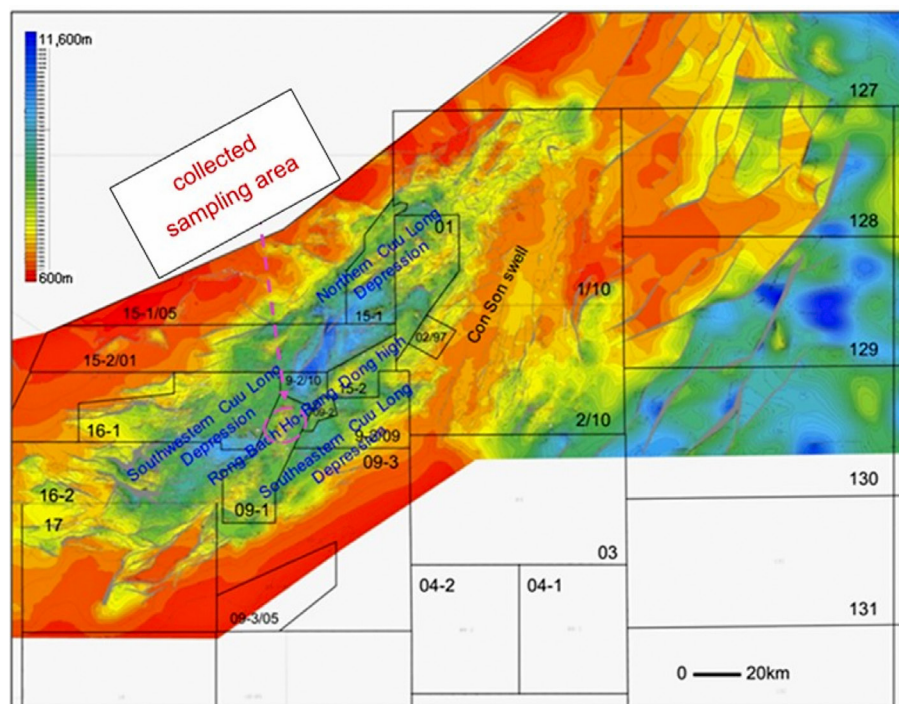 11,600m
600m
collected
sampling area
127
128
129
130
131
01
Northern Cuu Long
Depression
Con Son swell
1/10
15-1/05
15-1
02/97
15-2/01
9-2/10
15-2
Rong-Bach Ho-Rang Dong high
Southwestern Cuu Long
Depression
Southeastern Cuu Long
Depression
16-1
2/10
09-3
09-1
16-2
17
03
04-2
04-1
09-3/05
0
20km